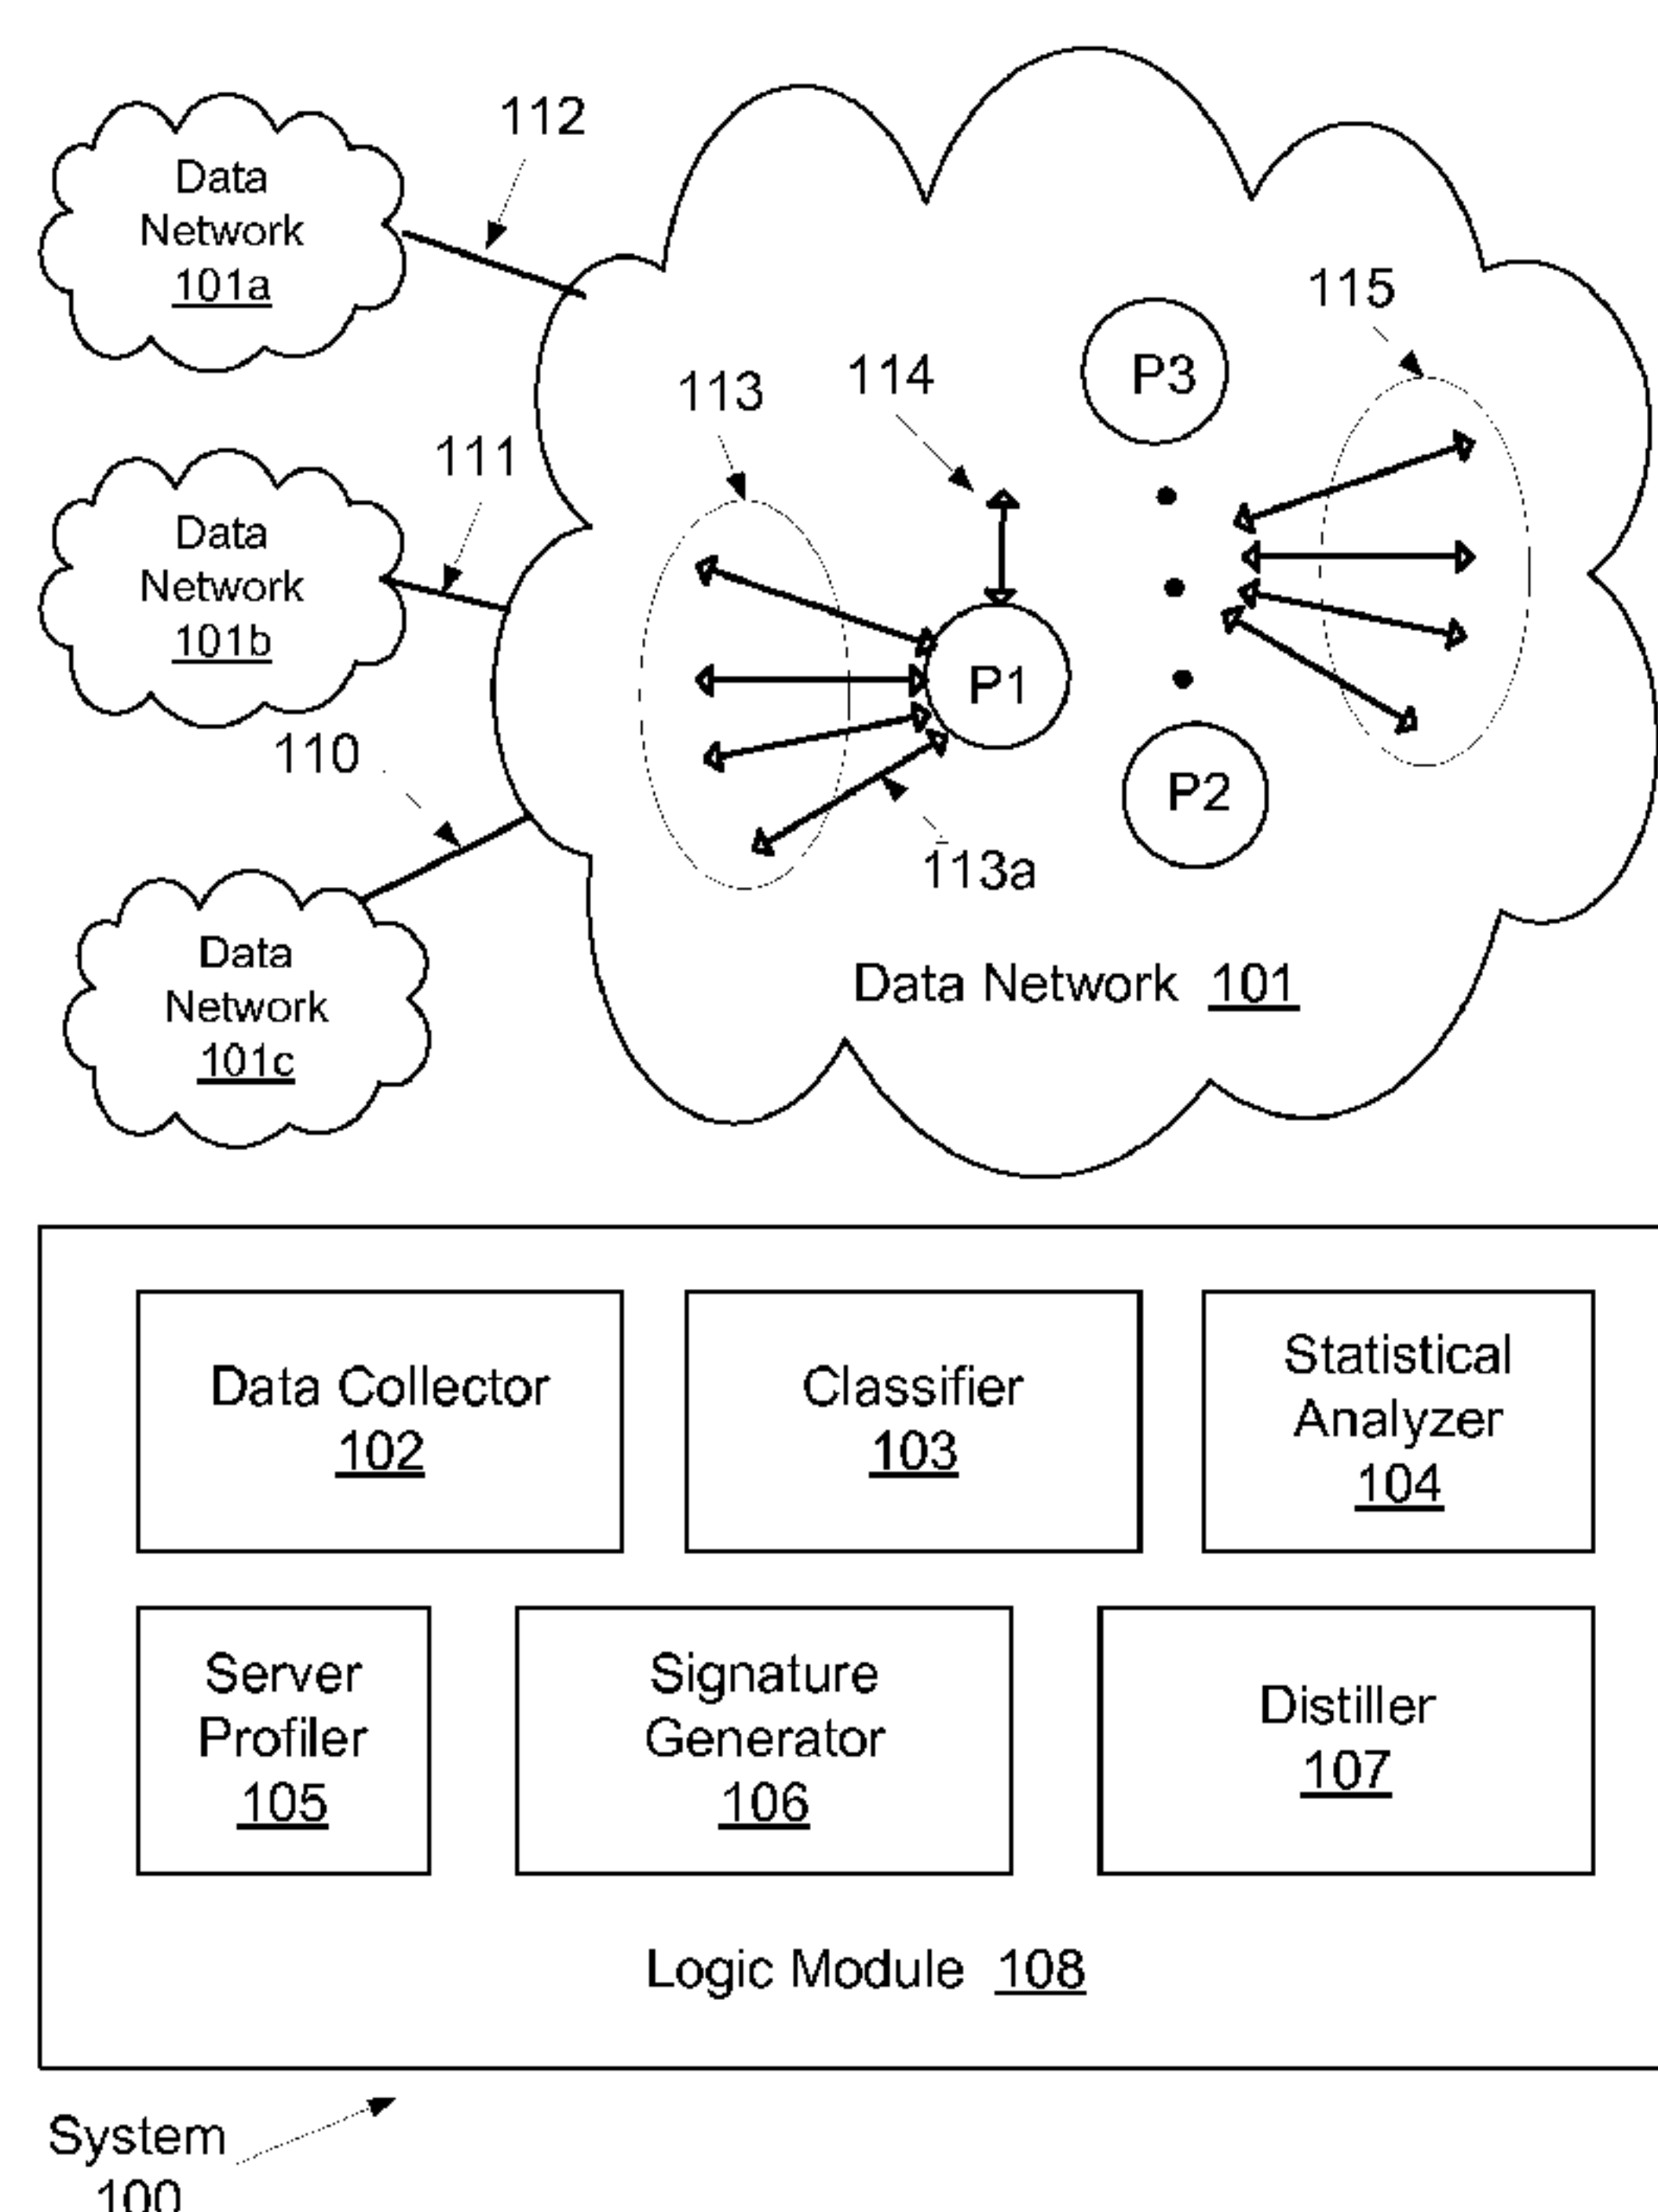 112
Data
Network
101a
115
P3
114
113
111
Data
Network
101b
P1
110
P2
113a
Data
Network
101c
Data Network 101
Data Collector
102
Classifier
103
Statistical
Analyzer
104
Server
Profiler
105
Signature
Generator
106
Distiller
107
Logic Module 108
System
100